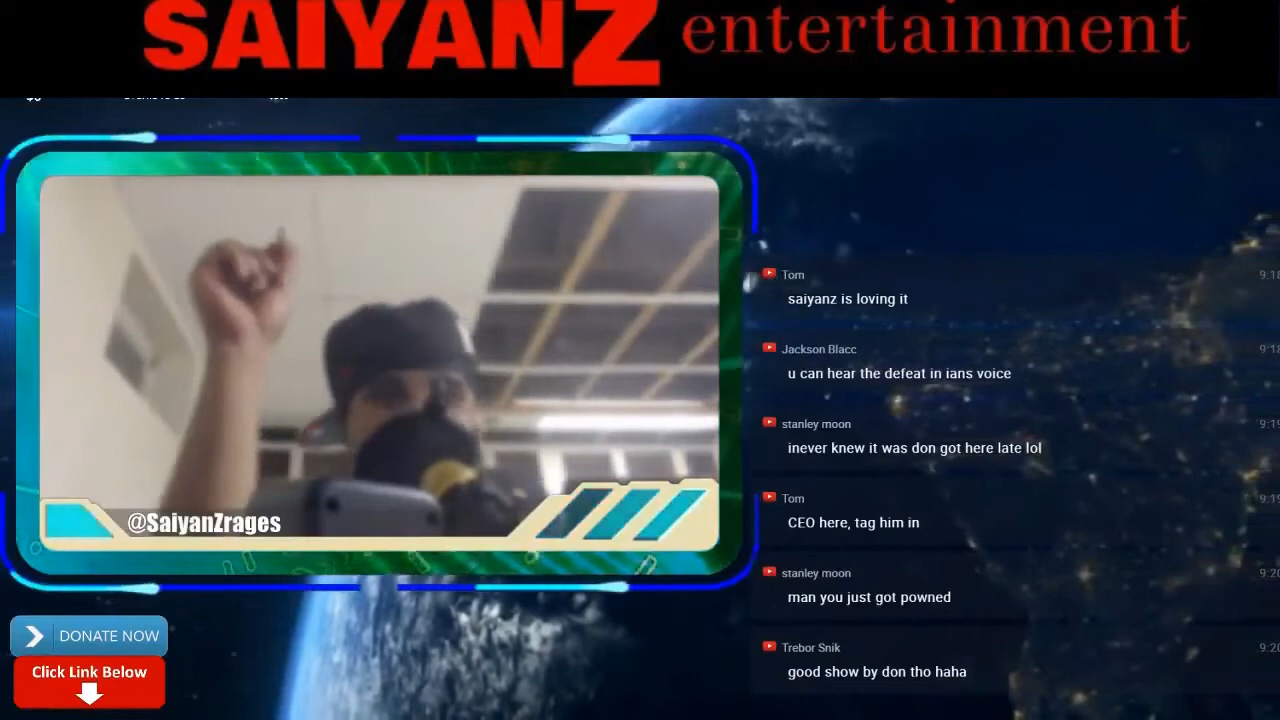 SAIYANZ entertainment
@SaiyanZrages
DONATE NOW
Click Link Below
Tom
saiyanz is loving it
Jackson Blacc
u can hear the defeat in ians voice
stanley moon
inever knew it was don got here late lol
Tom
CEO here, tag him in
stanley moon
man you just got powned
Trebor Snik
good show by don tho haha